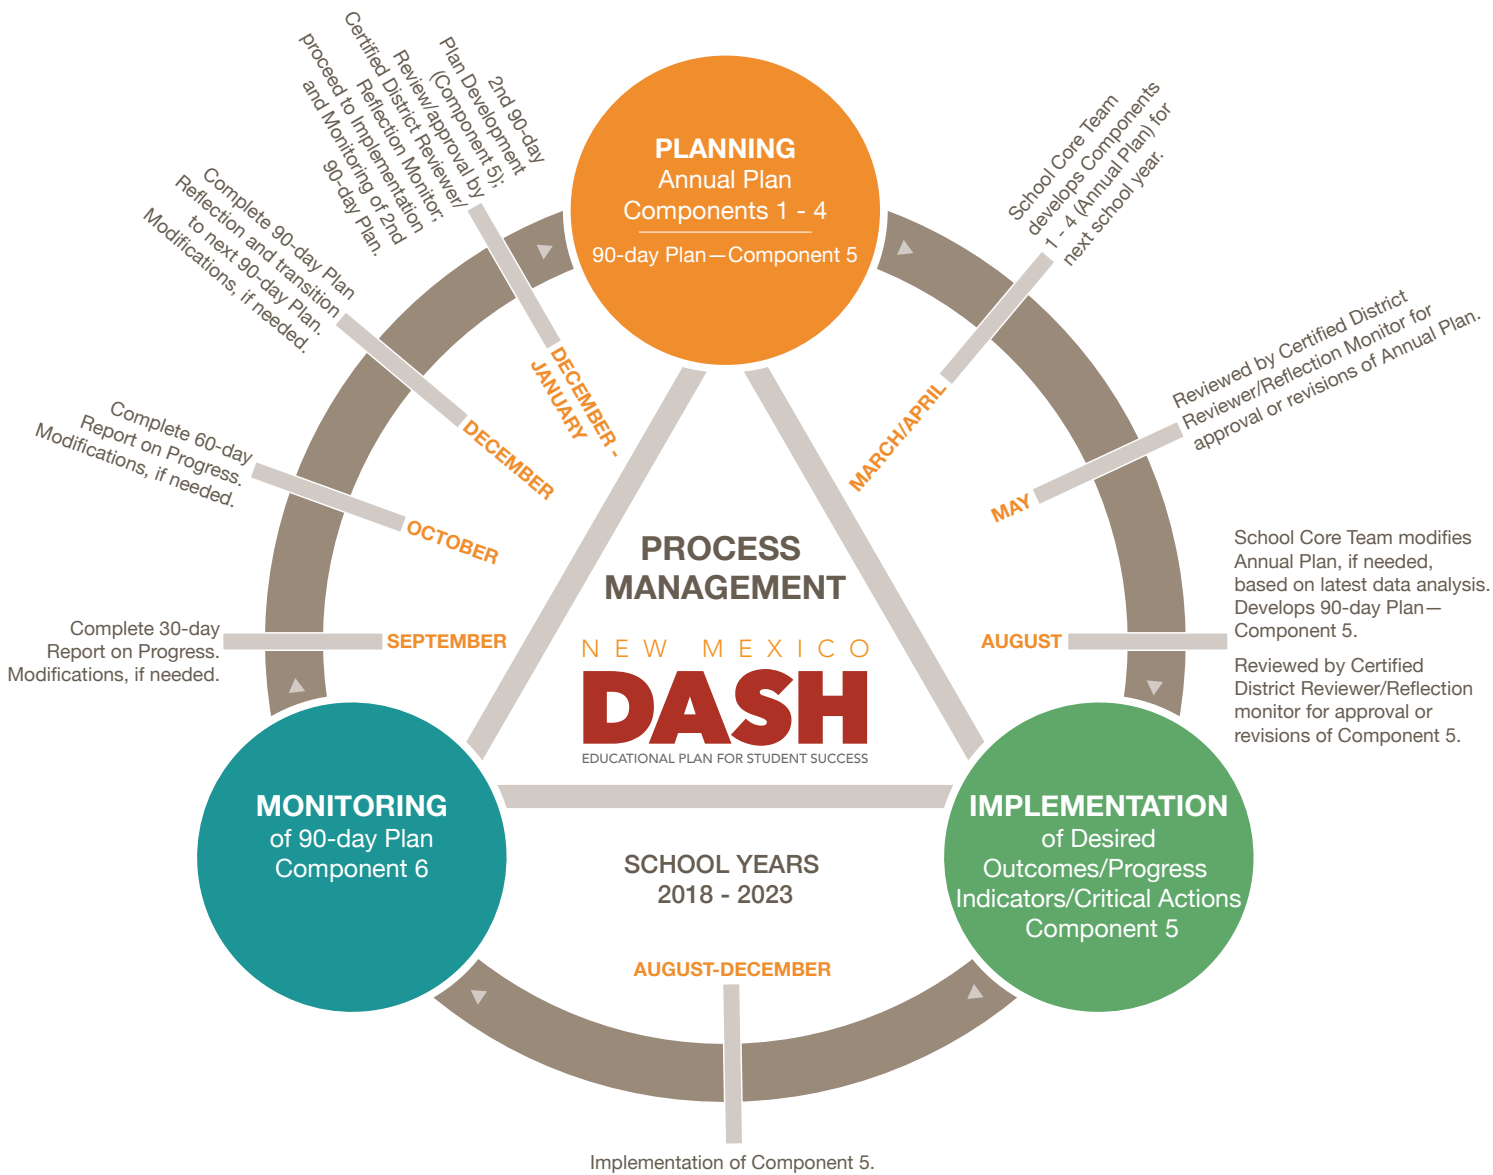 PLANNING
Annual Plan
Components 1 - 4
90-day Plan—Component 5
School Core Team
develops Components
1 - 4 (Annual Plan) for
next school year.
MARCH/APRIL
Reviewed by Certified District
Reviewer/Reflection Monitor for
approval or revisions of Annual Plan.
MAY
School Core Team modifies
Annual Plan, if needed,
based on latest data analysis.
Develops 90-day Plan—
Component 5.
AUGUST
Reviewed by Certified
District Reviewer/Reflection
monitor for approval or
revisions of Component 5.
IMPLEMENTATION
of Desired
Outcomes/Progress
Indicators/Critical Actions
Component 5
AUGUST-DECEMBER
Implementation of Component 5.
MONITORING
of 90-day Plan
Component 6
Complete 30-day
Report on Progress.
Modifications, if needed.
SEPTEMBER
Complete 60-day
Report on Progress.
Modifications, if needed.
OCTOBER
Complete 90-day Plan
Reflection and transition
to next 90-day Plan.
Modifications, if needed.
DECEMBER
2nd 90-day
Plan Development
(Component 5);
Review/approval by
Certified District Reviewer/
Reflection Monitor;
proceed to Implementation
and Monitoring of 2nd
90-day Plan.
DECEMBER -
JANUARY
PROCESS
MANAGEMENT
NEW MEXICO
DASH
EDUCATIONAL PLAN FOR STUDENT SUCCESS
SCHOOL YEARS
2018 - 2023